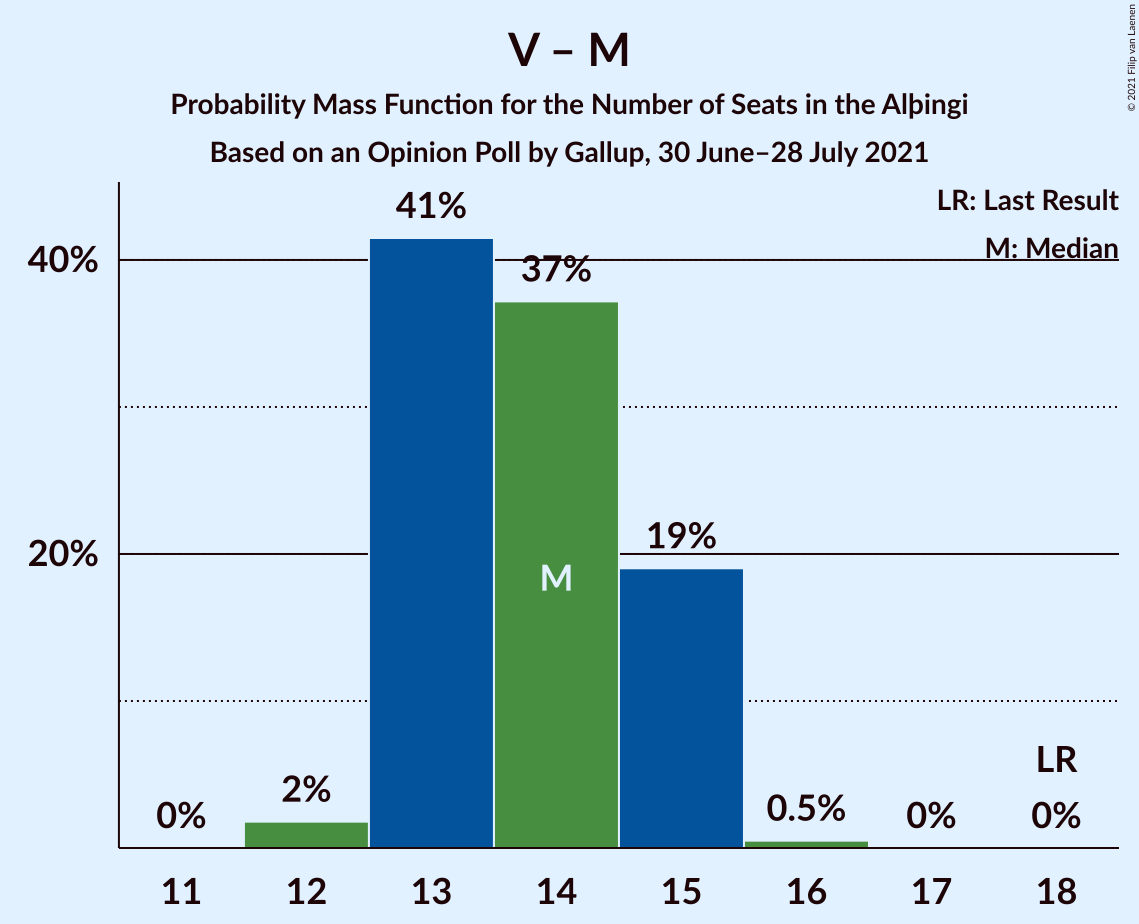 V – M
Probability Mass Function for the Number of Seats in the Alþingi
Based on an Opinion Poll by Gallup, 30 June–28 July 2021
© 2021 Filip van Laenen
LR: Last Result
M: Median
40%
20%
41%
37%
19%
M
2%
0%
0.5%
0%
LR
0%
11 12 13 14 15 16 17 18